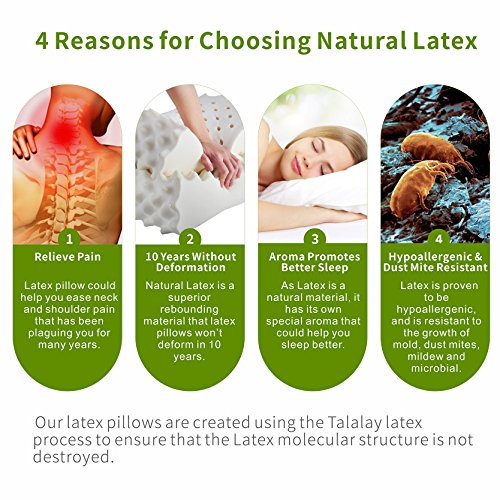 4 Reasons for Choosing Natural Latex
1
Relieve Pain
Latex pillow could
help you ease neck
and shoulder pain
that has been
plaguing you for
many years.
2
10 Years Without
Deformation
Natural Latex is a
superior
rebounding
material that latex
pillows won't
deform in 10
years.
3
Aroma Promotes
Better Sleep
As Latex is a
natural material, it
has its own
special aroma that
could help you
sleep better.
4
Hypoallergenic &
Dust Mite Resistant
Latex is proven
to be
hypoallergenic,
and is resistant to
the growth of
mold, dust mites,
mildew and
microbial.
Our latex pillows are created using the Talalay latex
process to ensure that the Latex molecular structure is not
destroyed.